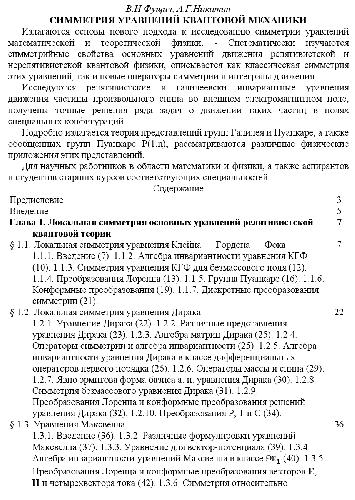 В.И Фущич, А Г.Никитин
СИММЕТРИЯ УРАВНЕНИЙ КВАНТОВОЙ МЕХАНИКИ
Излагаются основы нового подхода к исследованию симметрии уравнений
математической и теоретической физики. - Систематически изучаются
симметрийные свойства основных уравнений движения релятивистской и
нерелятивистской квантовой физики, описывается как классическая симметрия
этих уравнений, так и новые операторы симметрии и интегралы движения
Исследуются релятивистские и галилеевски инвариантные уравнения
движения частицы произвольного спина во внешнем электромагнитном поле,
получены точные решения ряда задач о движении таких частиц в полях
специальных конфигураций
Подробно излагается теория представлений групп Галилея и Пуанкаре, а также
обобщенных групп Пуанкаре P(1,n), рассматриваются различные физические
приложения этих представлений.
Для научных работников в области математики и физики, а также аспирантов
и студентов старших курсов соответствующих специальностей
Содержание
Предисловие 3
Введение 5
Глава 1. Локальная симметрия основных уравнений релятивистской 7
квантовой теории
§ 1.1. Локальная симметрия уравнения Клейна — Гордона — Фока 7
1.1.1. Введение (7) 1.1.2. Алгебра инвариантности уравнения КГФ
(10). 1.1.3. Симметрия уравнения КГФ для безмассового поля (12).
1.1.4. Преобразования Лоренца (13). 1.1.5. Группа Пуанкаре (16). 1.1.6.
Конформные преобразования (19). 1.1.7. Дискретные преобразования
симметрии (21)
§ 1.2 Локальная симметрия уравнения Дирака 22
1.2.1. Уравнение Дирака (22). 1.2.2. Различные представления
уравнения Дирака (23). 1.2.3. Алгебра матриц Дирака (25). 1.2.4.
Операторы симметрии и алгебра инвариантности (25). 1.2.5. Алгебра
инвариантности уравнения Дирака в классе дифференциальных
операторов первого порядка (26). 1.2.6. Операторы массы и спина (29).
1.2.7. Явно эрмитова форма базиса а. и. уравнения Дирака (30). 1.2.8
Симметрия безмассового уравнения Дирака (31). 1.2.9
Преобразования Лоренца и конформные преобразования решений
уравнения Дирака (32). 1.2.10. Преобразования P, T и C (34).
§ 1.3 Уравнения Максвелла 36
1.3.1. Введение (36). 1.3.2 Различные формулировки уравнений
Максвелла (37). 1.3.3. Уравнение для вектор-потенциала (39). 1.3.4
Алгебра инвариантности уравнений Максвелла в классе (40). 1.3.5
Преобразования Лоренца и конформные преобразования векторов E,
H и четырехвектора тока (42). 1.3.6 Симметрия относительно